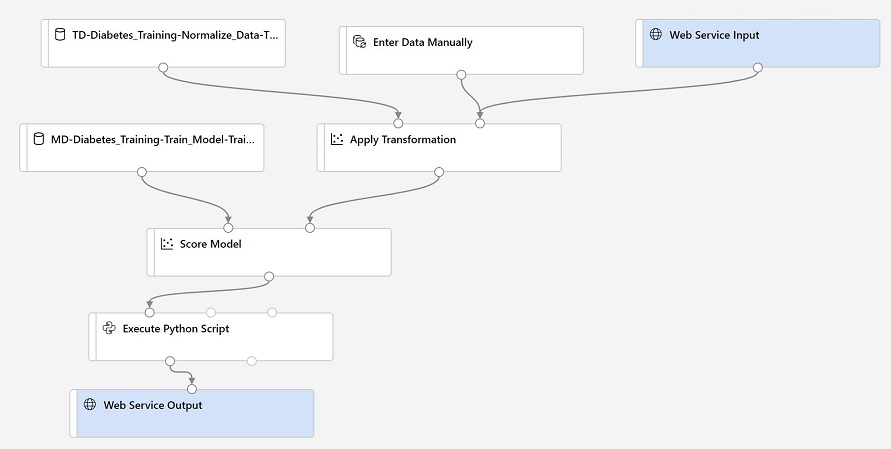 TD-Diabetes_Training-Normalize_Data-T...
Enter Data Manually
Web Service Input
MD-Diabetes_Training-Train_Model-Trai...
Apply Transformation
Score Model
Execute Python Script
Web Service Output